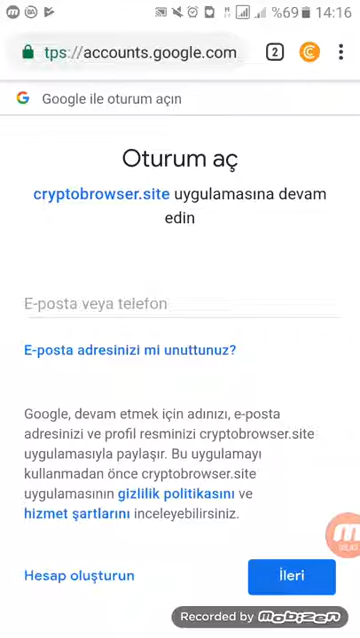 %69 14:16
tps://accounts.google.com
2
Google ile oturum açın
Oturum aç
cryptobrowser.site uygulamasına devam
edin
E-posta veya telefon
E-posta adresinizi mi unuttunuz?
Google, devam etmek için adınızı, e-posta
adresinizi ve profil resminizi cryptobrowser.site
uygulamasıyla paylaşır. Bu uygulamayı
kullanmadan önce cryptobrowser.site
uygulamasının gizlilik politikasını ve
hizmet şartlarını inceleyebilirsiniz.
Hesap oluşturun
İleri
Recorded by mobizen